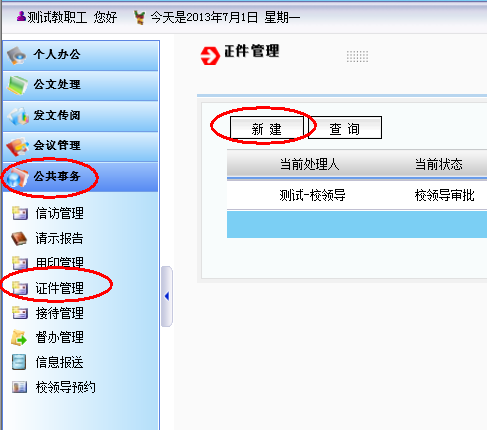 测试教职工 您好 今天是2013年7月1日 星期一
个人办公
公文处理
发文传阅
会议管理
公共事务
信访管理
请示报告
用印管理
证件管理
接待管理
督办管理
信息报送
校领导预约
证件管理
新 建 查 询
当前处理人 当前状态
测试-校领导 校领导审批